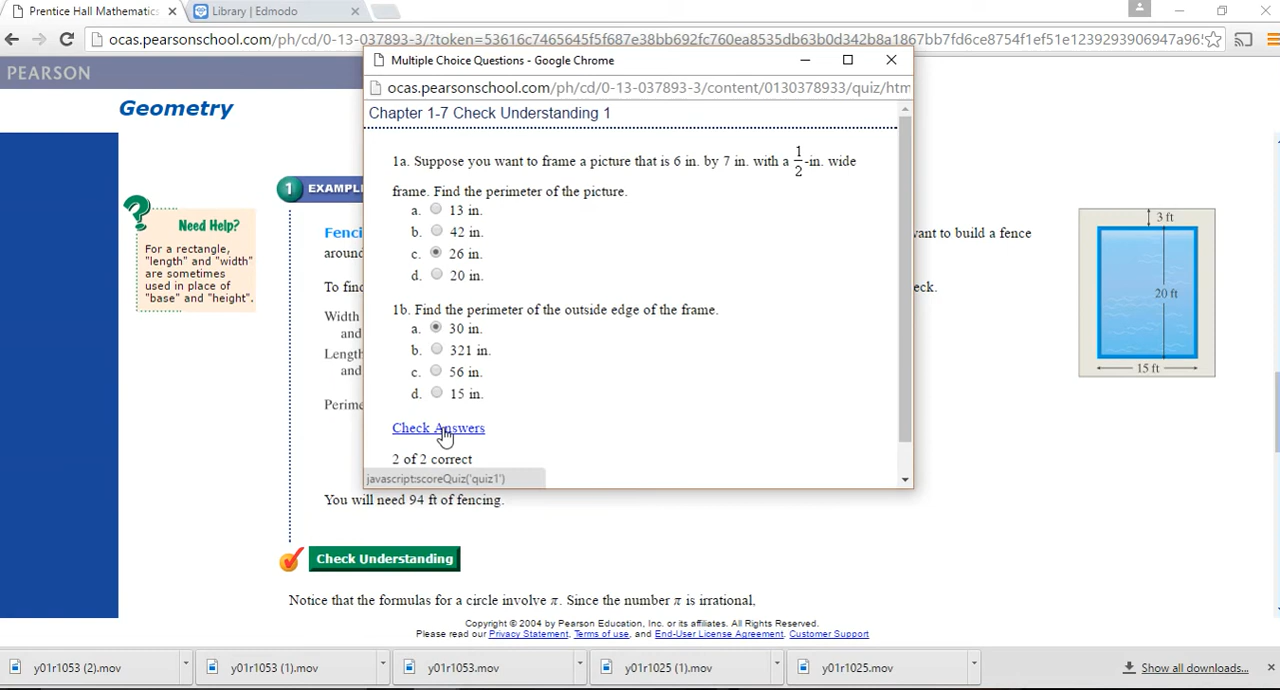 Prentice Hall Mathematics
Library | Edmodo
ocas.pearsonschool.com/ph/cd/0-13-037893-3/?token=53616c7465645f5f687e38bb692fc760ea8535db63b0d342b8a1867bb7fd6ce8754f1ef51e1239293906947a96
PEARSON
Geometry
Multiple Choice Questions - Google Chrome
ocas.pearsonschool.com/ph/cd/0-13-037893-3/content/0130378933/quiz/htm
Chapter 1-7 Check Understanding 1
1a. Suppose you want to frame a picture that is 6 in. by 7 in. with a 1/2-in. wide
frame. Find the perimeter of the picture.
a. 13 in.
b. 42 in.
c. 26 in.
d. 20 in.
1b. Find the perimeter of the outside edge of the frame.
a. 30 in.
b. 321 in.
c. 56 in.
d. 15 in.
Check Answers
2 of 2 correct
javascript:scoreQuiz('quiz1')
? Need Help?
For a rectangle,
"length" and "width"
are sometimes
used in place of
"base" and "height".
1 EXAMPL
Fenci
want to build a fence
around
To find
eck.
Width
and
Length
and
Perime
3 ft
20 ft
15 ft
You will need 94 ft of fencing.
Check Understanding
Notice that the formulas for a circle involve π. Since the number π is irrational,
Copyright © 2004 by Pearson Education, Inc. or its affiliates. All Rights Reserved.
Please read our Privacy Statement, Terms of use, and End-User License Agreement. Customer Support
y01r1053 (2).mov
y01r1053 (1).mov
y01r1053.mov
y01r1025 (1).mov
y01r1025.mov
Show all downloads...